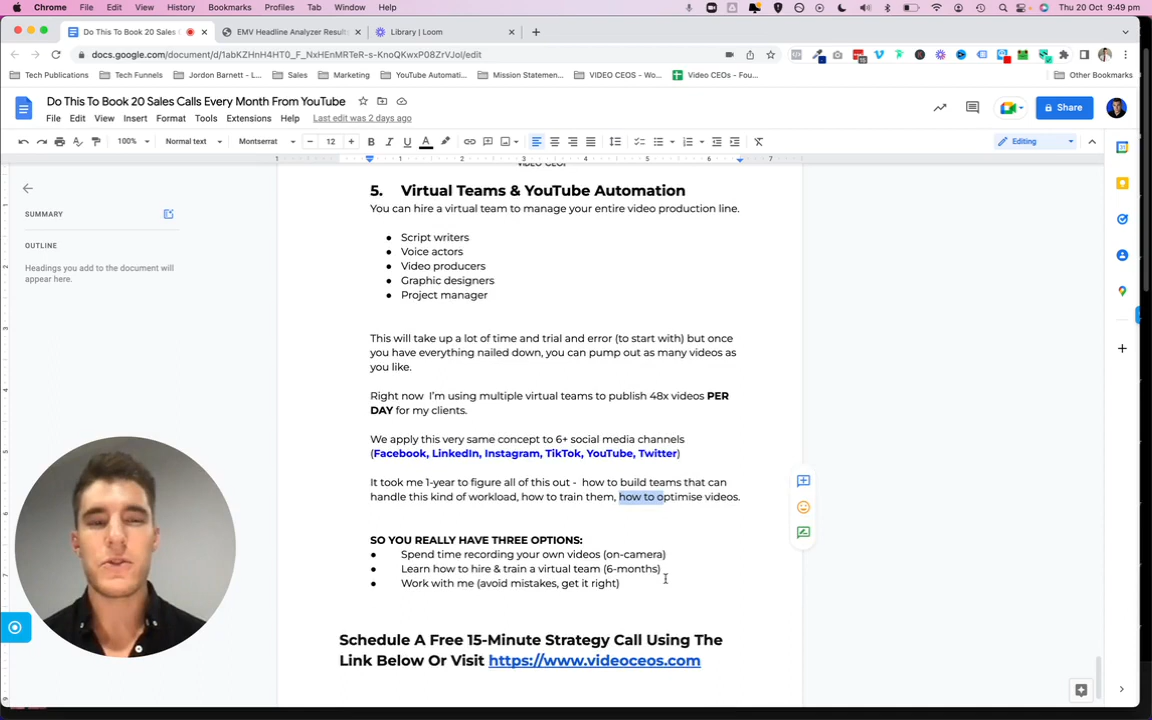 Chrome File Edit View History Bookmarks Profiles Tab Window Help
Thu 20 Oct 9:49 pm
Do This To Book 20 Sales
EMV Headline Analyzer Result
Library | Loom
docs.google.com/document/d/1abKZHnH4HT0_F_NxHEnMRTeR-s-KnoQKwxP08ZrVJoI/edit
Tech Publications Tech Funnels Jordon Barnett - L... Sales Marketing YouTube Automati... Mission Statemen... VIDEO CEOS - Wo... Video CEOs - Fou... Other Bookmarks
Do This To Book 20 Sales Calls Every Month From YouTube
Share
File Edit View Insert Format Tools Extensions Help Last edit was 2 days ago
100% Normal text Montserrat 12 Editing
SUMMARY
OUTLINE
Headings you add to the document will
appear here.
VIDEO CEOS
5. Virtual Teams & YouTube Automation
You can hire a virtual team to manage your entire video production line.
● Script writers
● Voice actors
● Video producers
● Graphic designers
● Project manager
This will take up a lot of time and trial and error (to start with) but once
you have everything nailed down, you can pump out as many videos as
you like.
Right now I'm using multiple virtual teams to publish 48x videos PER
DAY for my clients.
We apply this very same concept to 6+ social media channels
(Facebook, LinkedIn, Instagram, TikTok, YouTube, Twitter)
It took me 1-year to figure all of this out - how to build teams that can
handle this kind of workload, how to train them, how to optimise videos.
SO YOU REALLY HAVE THREE OPTIONS:
● Spend time recording your own videos (on-camera)
● Learn how to hire & train a virtual team (6-months)
● Work with me (avoid mistakes, get it right)
Schedule A Free 15-Minute Strategy Call Using The
Link Below Or Visit https://www.videoceos.com